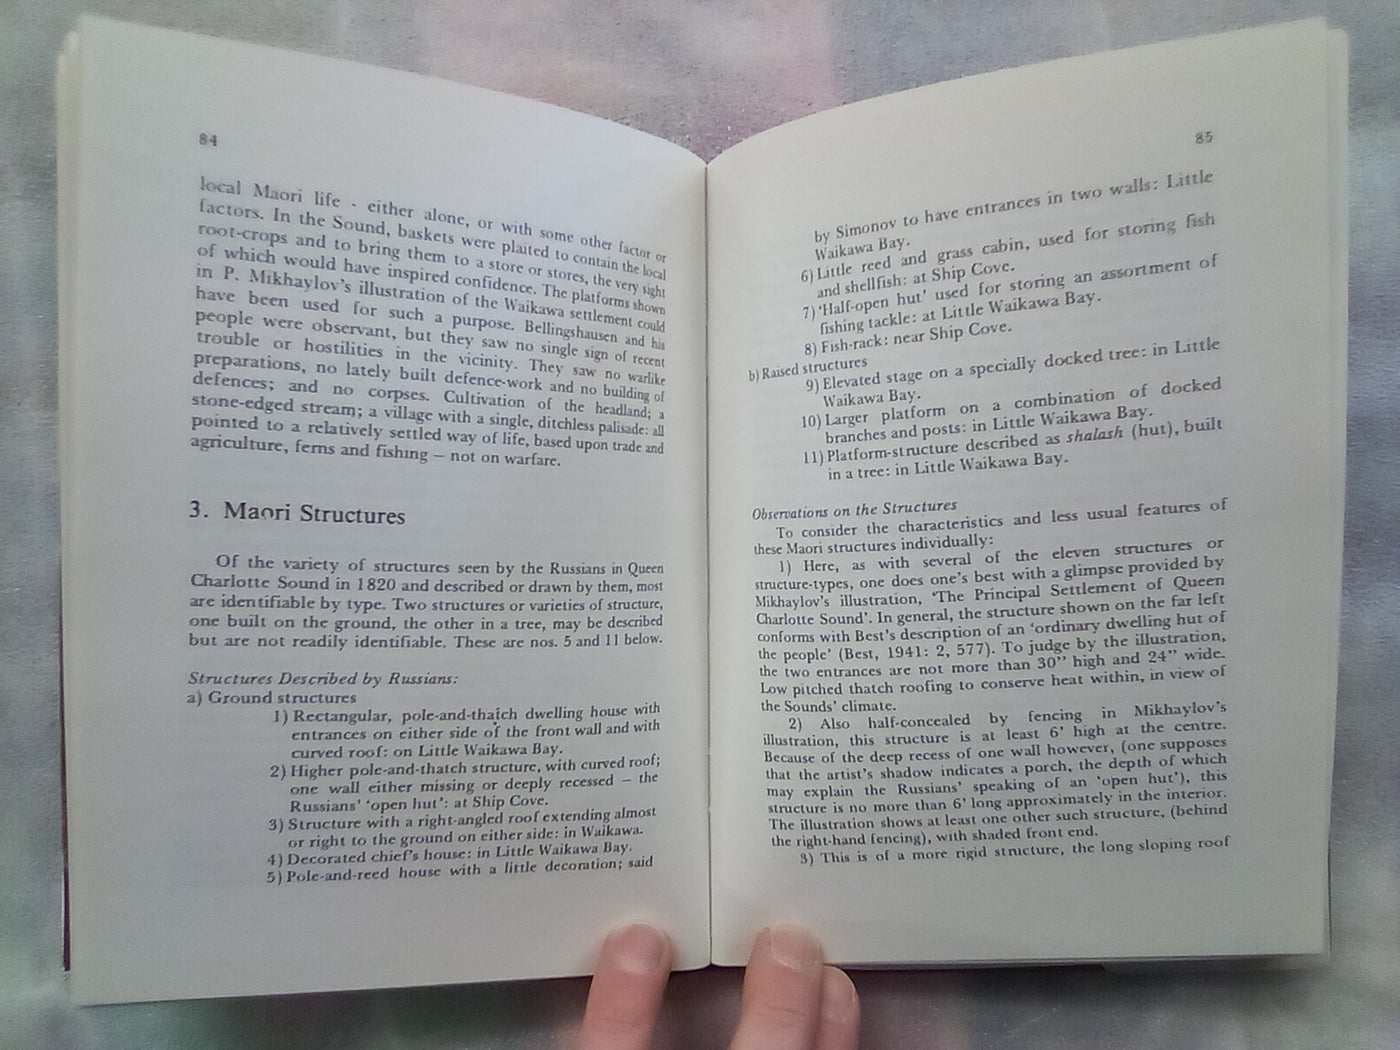 84
local Maori life - either alone, or with some other factor or
factors. In the Sound, baskets were plaited to contain the local
root-crops and to bring them to a store or stores, the very sight
of which would have inspired confidence. The platforms shown
in P. Mikhaylov's illustration of the Waikawa settlement could
have been used for such a purpose. Bellingshausen and his
people were observant, but they saw no single sign of recent
trouble or hostilities in the vicinity. They saw no warlike
preparations, no lately built defence-work and no building of
defences; and no corpses. Cultivation of the headland; a
stone-edged stream; a village with a single, ditchless palisade: all
pointed to a relatively settled way of life, based upon trade and
agriculture, ferns and fishing – not on warfare.
3. Maori Structures
Of the variety of structures seen by the Russians in Queen
Charlotte Sound in 1820 and described or drawn by them, most
are identifiable by type. Two structures or varieties of structure,
one built on the ground, the other in a tree, may be described
but are not readily identifiable. These are nos. 5 and 11 below.
Structures Described by Russians:
a) Ground structures
1) Rectangular, pole-and-thatch dwelling house with
entrances on either side of the front wall and with
curved roof: on Little Waikawa Bay.
2) Higher pole-and-thatch structure, with curved roof;
one wall either missing or deeply recessed – the
Russians' 'open hut': at Ship Cove.
3) Structure with a right-angled roof extending almost
or right to the ground on either side: in Waikawa.
4) Decorated chief's house: in Little Waikawa Bay.
5) Pole-and-reed house with a little decoration; said
85
by Simonov to have entrances in two walls: Little
Waikawa Bay.
6) Little reed and grass cabin, used for storing fish
and shellfish: at Ship Cove.
7) 'Half-open hut' used for storing an assortment of
fishing tackle: at Little Waikawa Bay.
8) Fish-rack: near Ship Cove.
b) Raised structures
9) Elevated stage on a specially docked tree: in Little
Waikawa Bay.
10) Larger platform on a combination of docked
branches and posts: in Little Waikawa Bay.
11) Platform-structure described as shalash (hut), built
in a tree: in Little Waikawa Bay.
Observations on the Structures
To consider the characteristics and less usual features of
these Maori structures individually:
1) Here, as with several of the eleven structures or
structure-types, one does one's best with a glimpse provided by
Mikhaylov's illustration, 'The Principal Settlement of Queen
Charlotte Sound'. In general, the structure shown on the far left
conforms with Best's description of an 'ordinary dwelling hut of
the people' (Best, 1941: 2, 577). To judge by the illustration,
the two entrances are not more than 30" high and 24" wide.
Low pitched thatch roofing to conserve heat within, in view of
the Sounds' climate.
2) Also half-concealed by fencing in Mikhaylov's
illustration, this structure is at least 6' high at the centre.
Because of the deep recess of one wall however, (one supposes
that the artist's shadow indicates a porch, the depth of which
may explain the Russians' speaking of an 'open hut'), this
structure is no more than 6' long approximately in the interior.
The illustration shows at least one other such structure, (behind
the right-hand fencing), with shaded front end.
3) This is of a more rigid structure, the long sloping roof